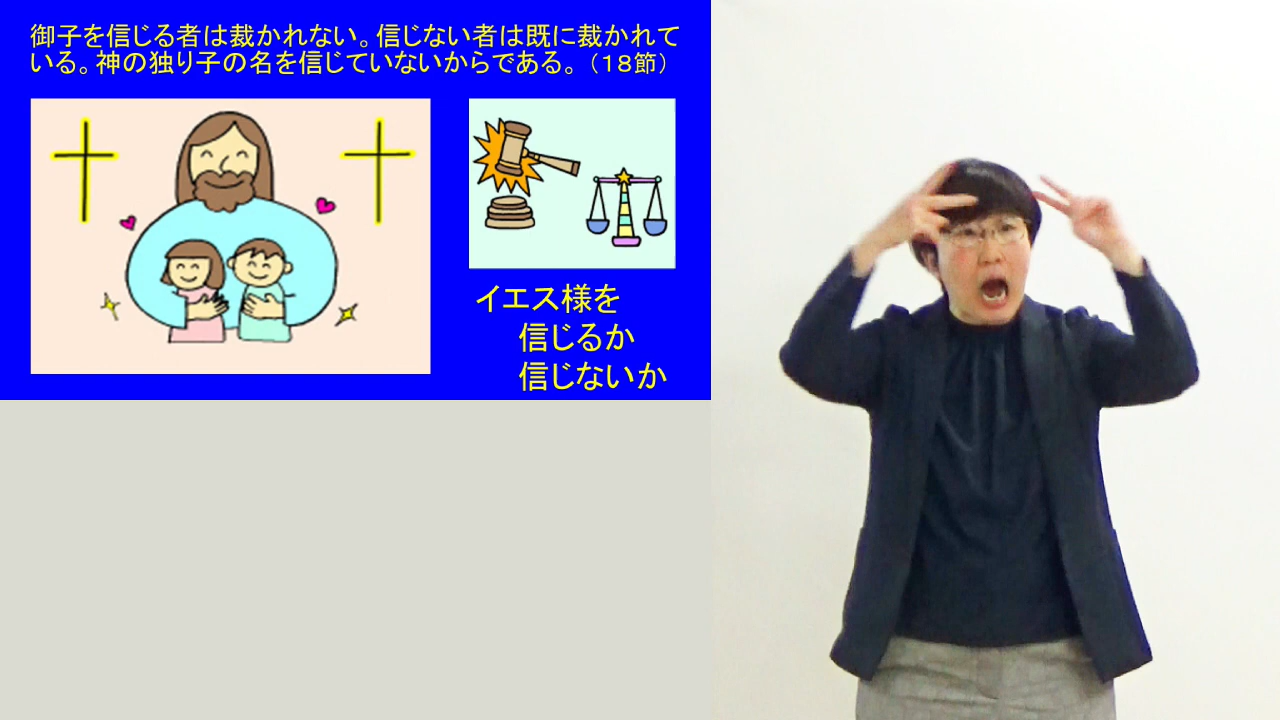 御子を信じる者は裁かれない。信じない者は既に裁かれて
いる。神の独り子の名を信じていないからである。（１８節）
イエス様を
信じるか
信じないか